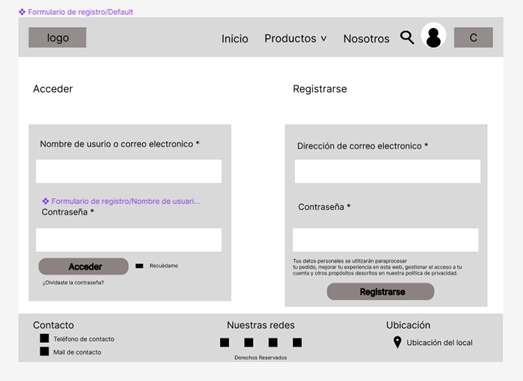 Formulario de registro/Default
logo
Inicio
Productos v
Nosotros
C
Acceder
Registrarse
Nombre de usurio o correo electronico *
Dirección de correo electronico *
Formulario de registro/Nombre de usuari...
Contraseña *
Contraseña *
Acceder
Recuédame
¿Olvidaste la contraseña?
Tus datos personales se utilizarán paraprocesar
tu pedido, mejorar tu experiencia en esta web, gestionar el acceso a tu
cuenta y otros propósitos descritos en nuestra política de privacidad.
Registrarse
Contacto
Teléfono de contacto
Mail de contacto
Nuestras redes
Derechos Reservados
Ubicación
Ubicación del local